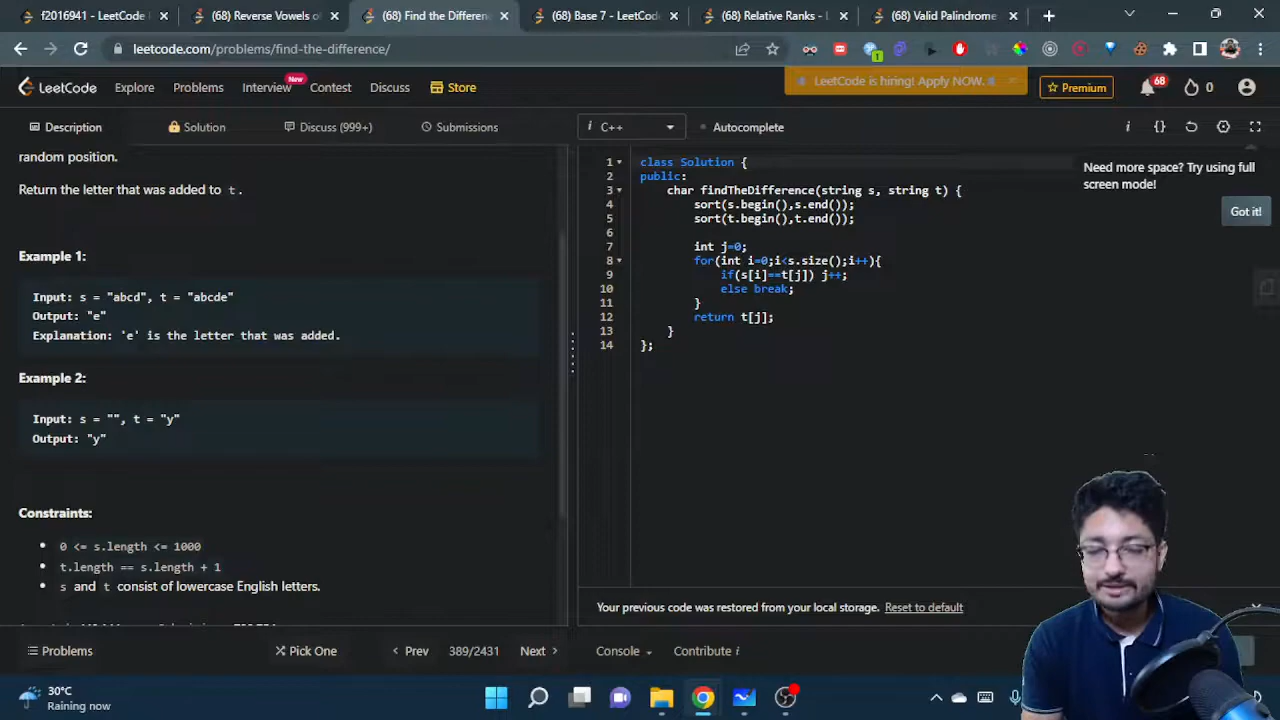 f2016941 - LeetCode
(68) Reverse Vowels of
(68) Find the Differenc
(68) Base 7 - LeetCode
(68) Relative Ranks - L
(68) Valid Palindrome
leetcode.com/problems/find-the-difference/
1
LeetCode
Explore
Problems
Interview
New
Contest
Discuss
Store
LeetCode is hiring! Apply NOW.
Premium
68
0
Description
Solution
Discuss (999+)
Submissions
i C++
Autocomplete
random position.
Return the letter that was added to t.
Example 1:
Input: s = "abcd", t = "abcde"
Output: "e"
Explanation: 'e' is the letter that was added.
Example 2:
Input: s = "", t = "y"
Output: "y"
Constraints:
0 <= s.length <= 1000
t.length == s.length + 1
s and t consist of lowercase English letters.
1 class Solution {
2 public:
3 char findTheDifference(string s, string t) {
4 sort(s.begin(),s.end());
5 sort(t.begin(),t.end());
6
7 int j=0;
8 for(int i=0;i<s.size();i++){
9 if(s[i]==t[j]) j++;
10 else break;
11 }
12 return t[j];
13 }
14 };
Need more space? Try using full
screen mode!
Got it!
Your previous code was restored from your local storage. Reset to default
Problems
Pick One
Prev
389/2431
Next
Console
Contribute i
30°C
Raining now